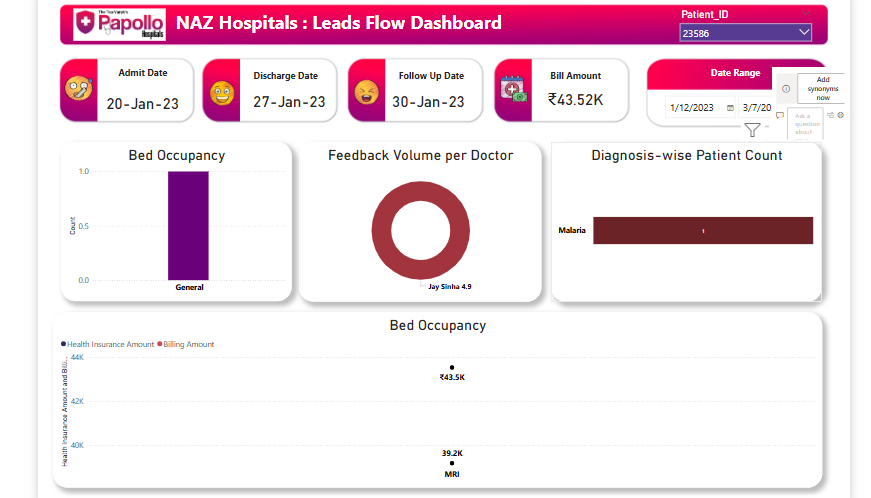 Papollo
Hospitals
NAZ Hospitals : Leads Flow Dashboard
Patient_ID
23586
Admit Date
20-Jan-23
Discharge Date
27-Jan-23
Follow Up Date
30-Jan-23
Bill Amount
₹43.52K
Date Range
1/12/2023
3/7/20
Add
synonyms
now
Ask a
question
about
Bed Occupancy
Count
1.0
0.5
0.0
General
Feedback Volume per Doctor
Jay Sinha 4.9
Diagnosis-wise Patient Count
Malaria
1
Bed Occupancy
Health Insurance Amount
Billing Amount
Health Insurance Amount and Billi...
44K
42K
40K
₹43.5K
39.2K
MRI